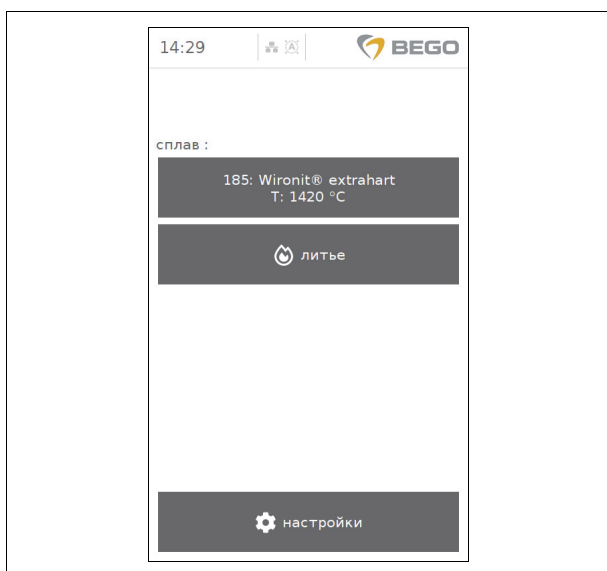 14:29 A BEGO
сплав :
185: Wironit® extrahart
T: 1420 °C
литье
настройки